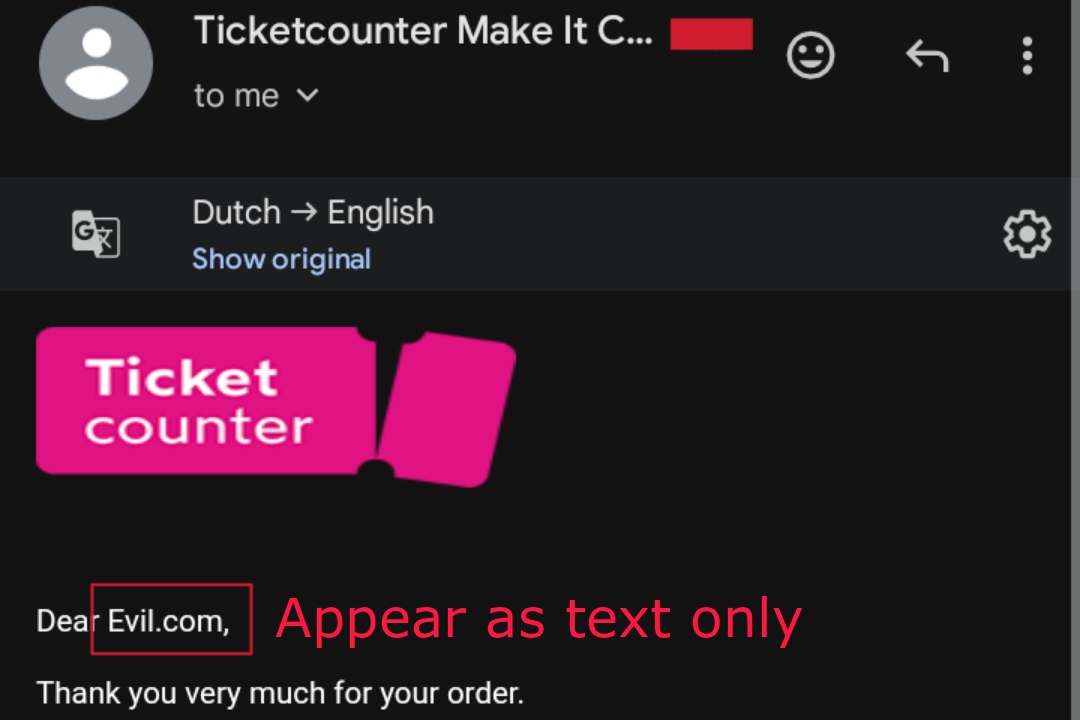 Ticketcounter Make It C...
to me
Dutch → English
Show original
Ticket
counter
Dear Evil.com,
Appear as text only
Thank you very much for your order.